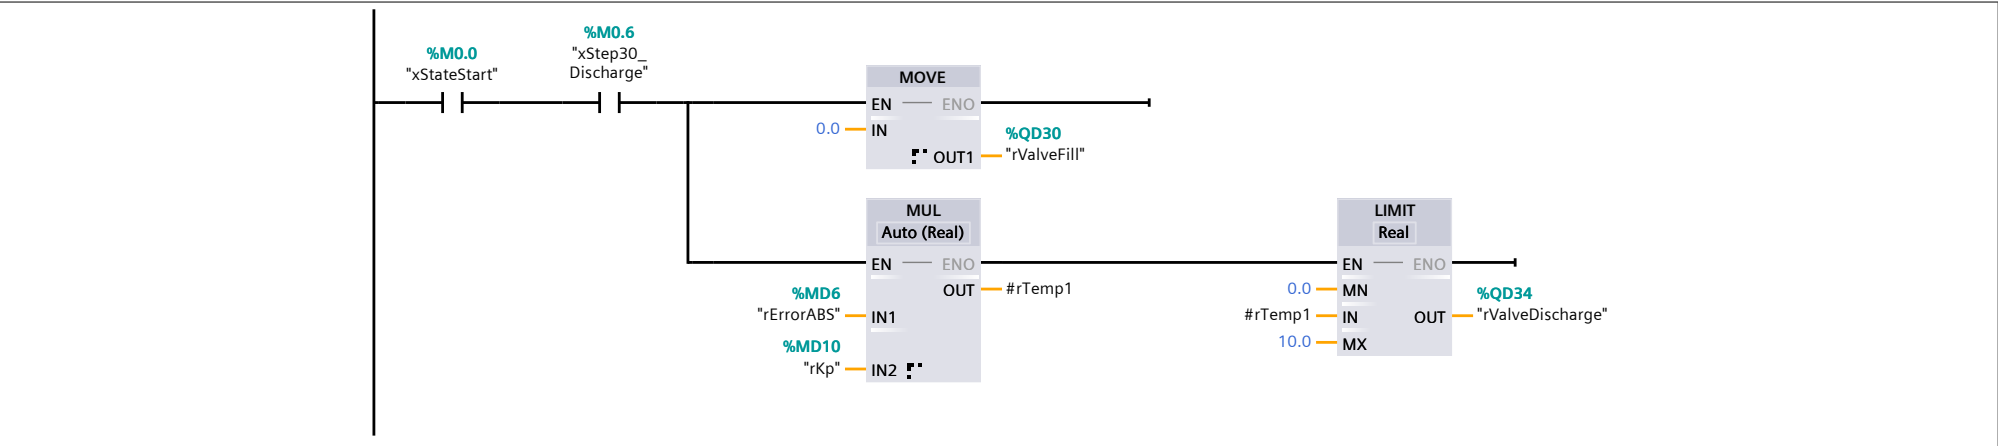 %M0.0
"xStateStart"
%M0.6
"xStep30_
Discharge"
MOVE
EN
ENO
0.0
IN
OUT1
%QD30
"rValveFill"
MUL
Auto (Real)
EN
ENO
OUT
#rTemp1
%MD6
"rErrorABS"
IN1
%MD10
"rKp"
IN2
LIMIT
Real
EN
ENO
0.0
MN
#rTemp1
IN
10.0
MX
OUT
%QD34
"rValveDischarge"